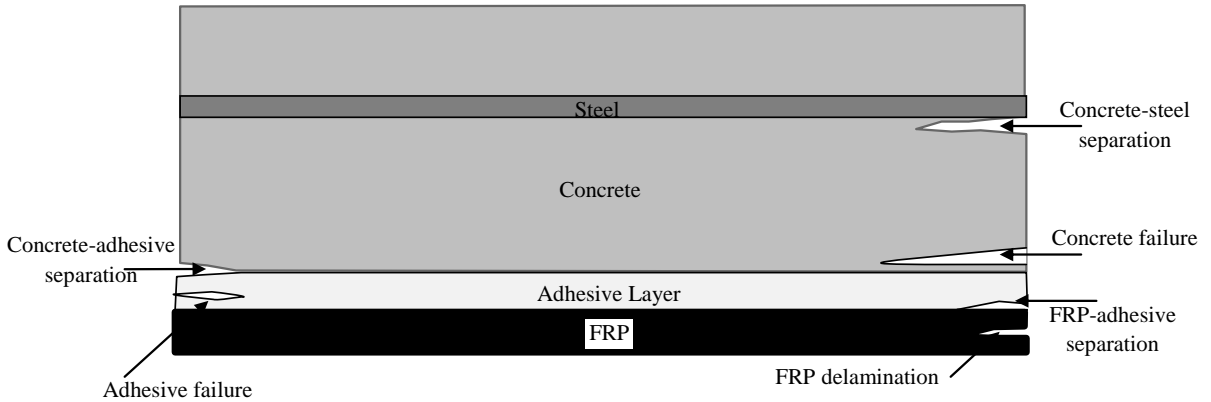 Steel
Concrete-steel
separation
Concrete
Concrete-adhesive
separation
Concrete failure
Adhesive Layer
FRP-adhesive
separation
FRP
FRP delamination
Adhesive failure